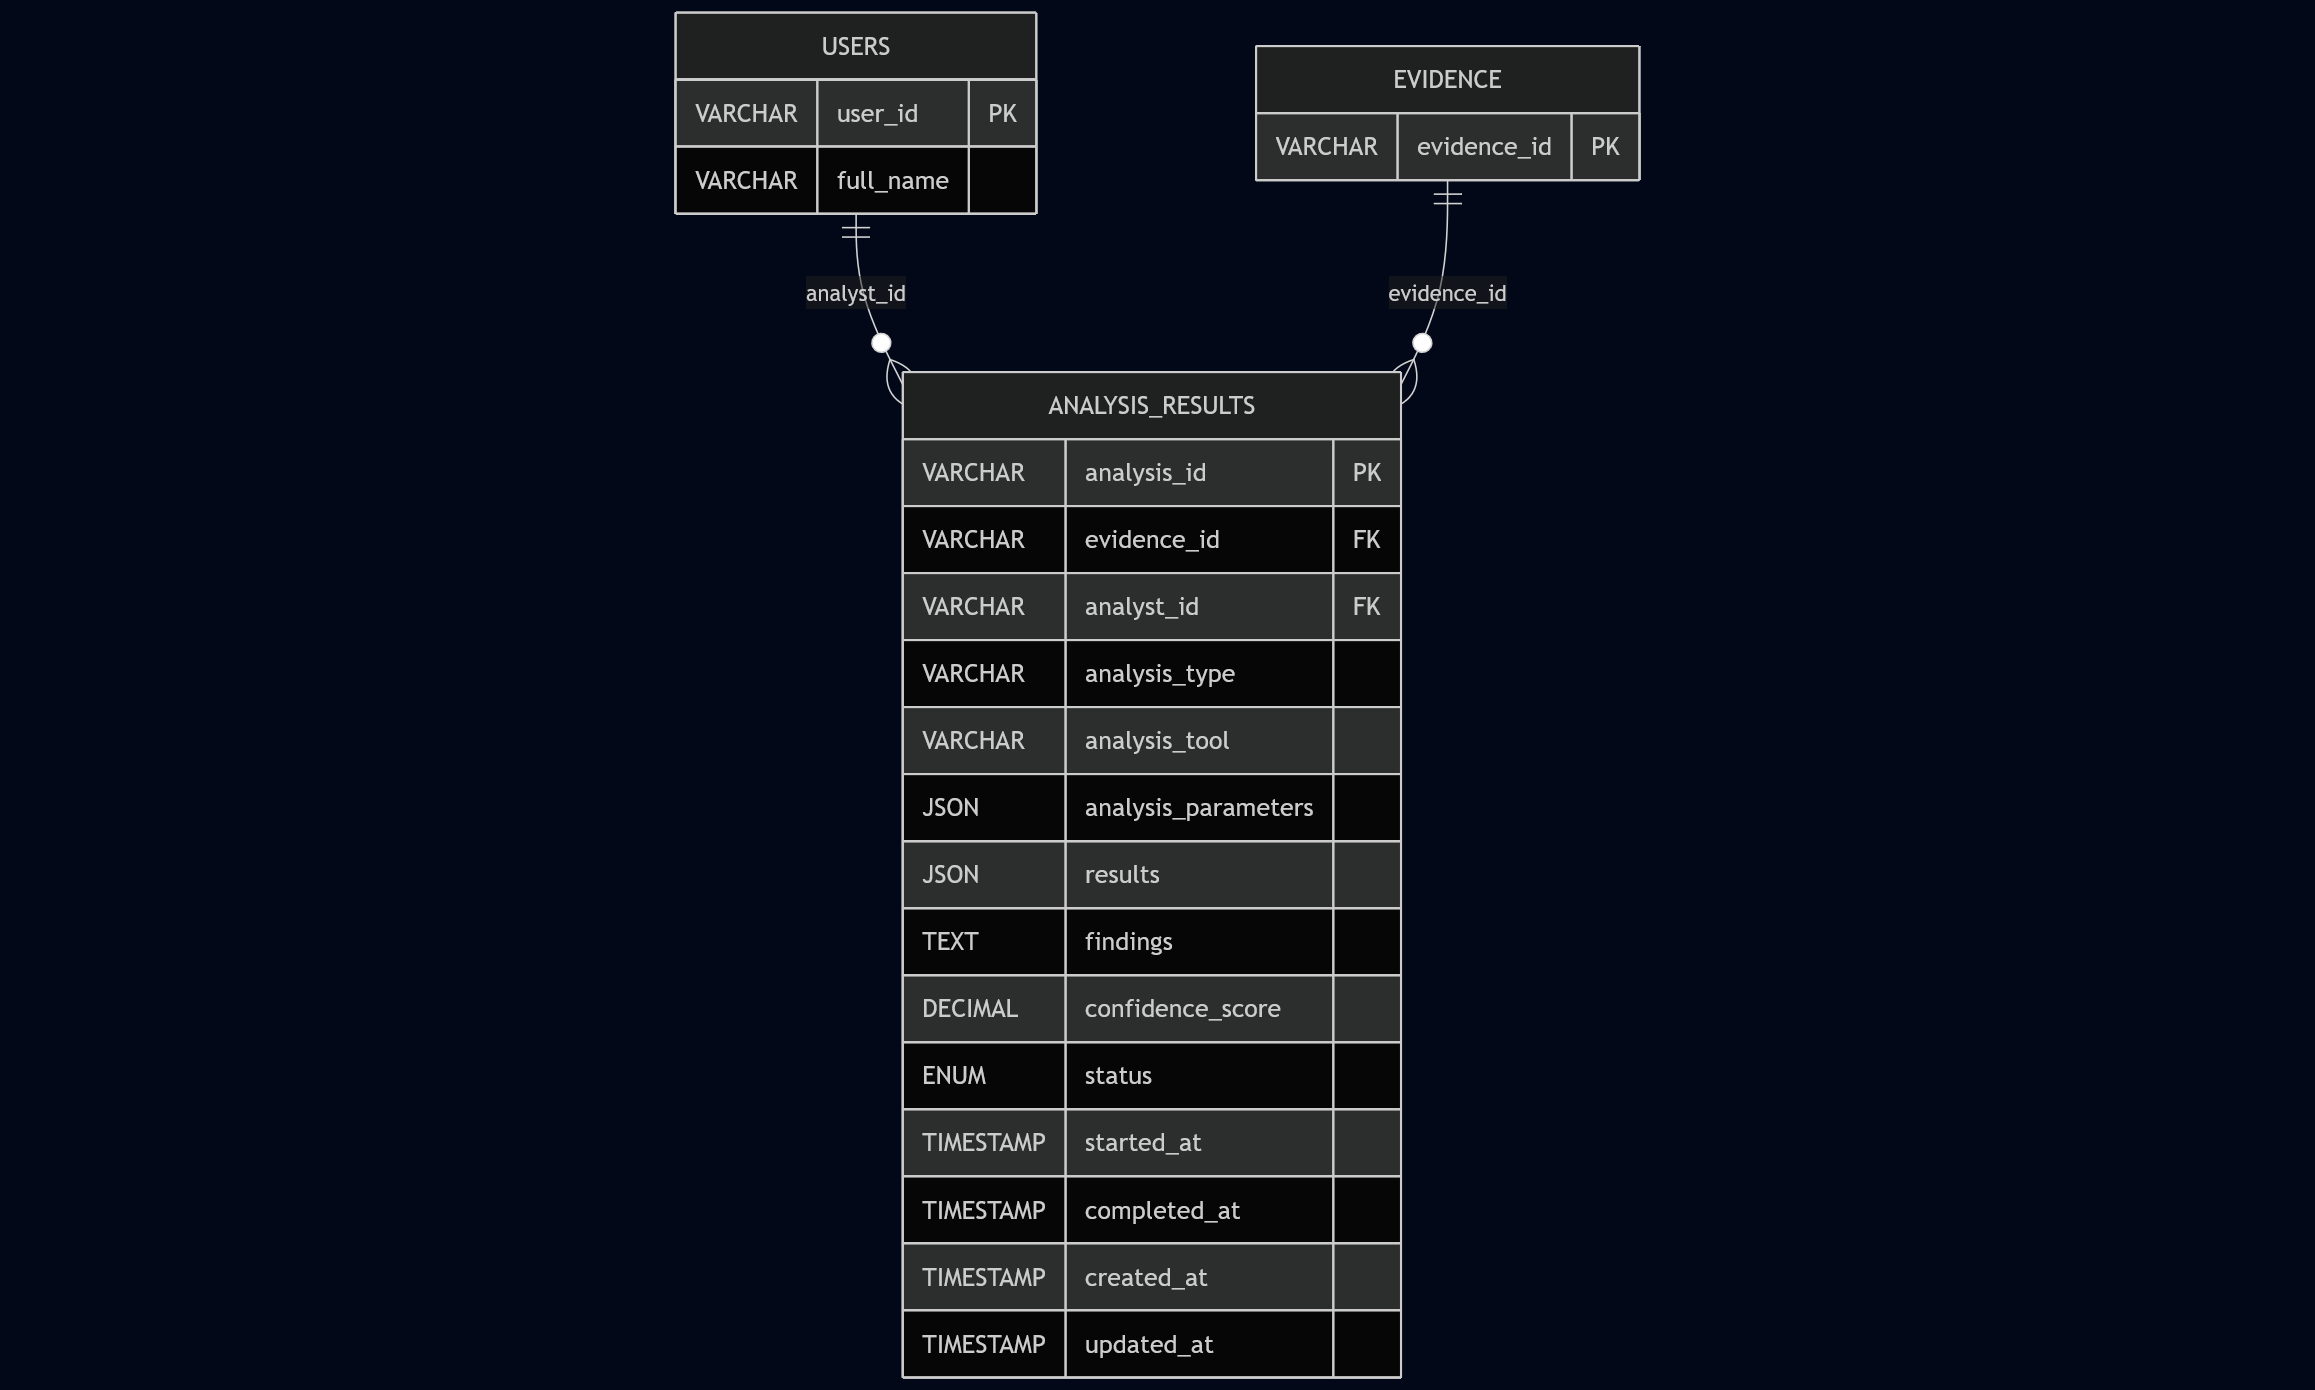 USERS
VARCHAR user_id PK
VARCHAR full_name
EVIDENCE
VARCHAR evidence_id PK
analyst_id
evidence_id
ANALYSIS_RESULTS
VARCHAR analysis_id PK
VARCHAR evidence_id FK
VARCHAR analyst_id FK
VARCHAR analysis_type
VARCHAR analysis_tool
JSON analysis_parameters
JSON results
TEXT findings
DECIMAL confidence_score
ENUM status
TIMESTAMP started_at
TIMESTAMP completed_at
TIMESTAMP created_at
TIMESTAMP updated_at